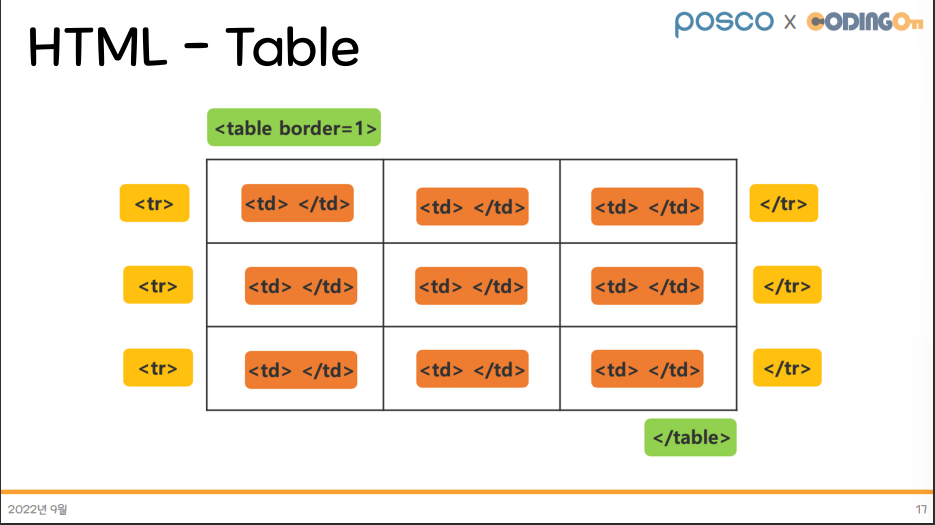 HTML - Table
posco x CODINGOn
<table border=1>
<tr> <td> </td> <td> </td> <td> </td> </tr>
<tr> <td> </td> <td> </td> <td> </td> </tr>
<tr> <td> </td> <td> </td> <td> </td> </tr>
</table>
2022년 9월
17